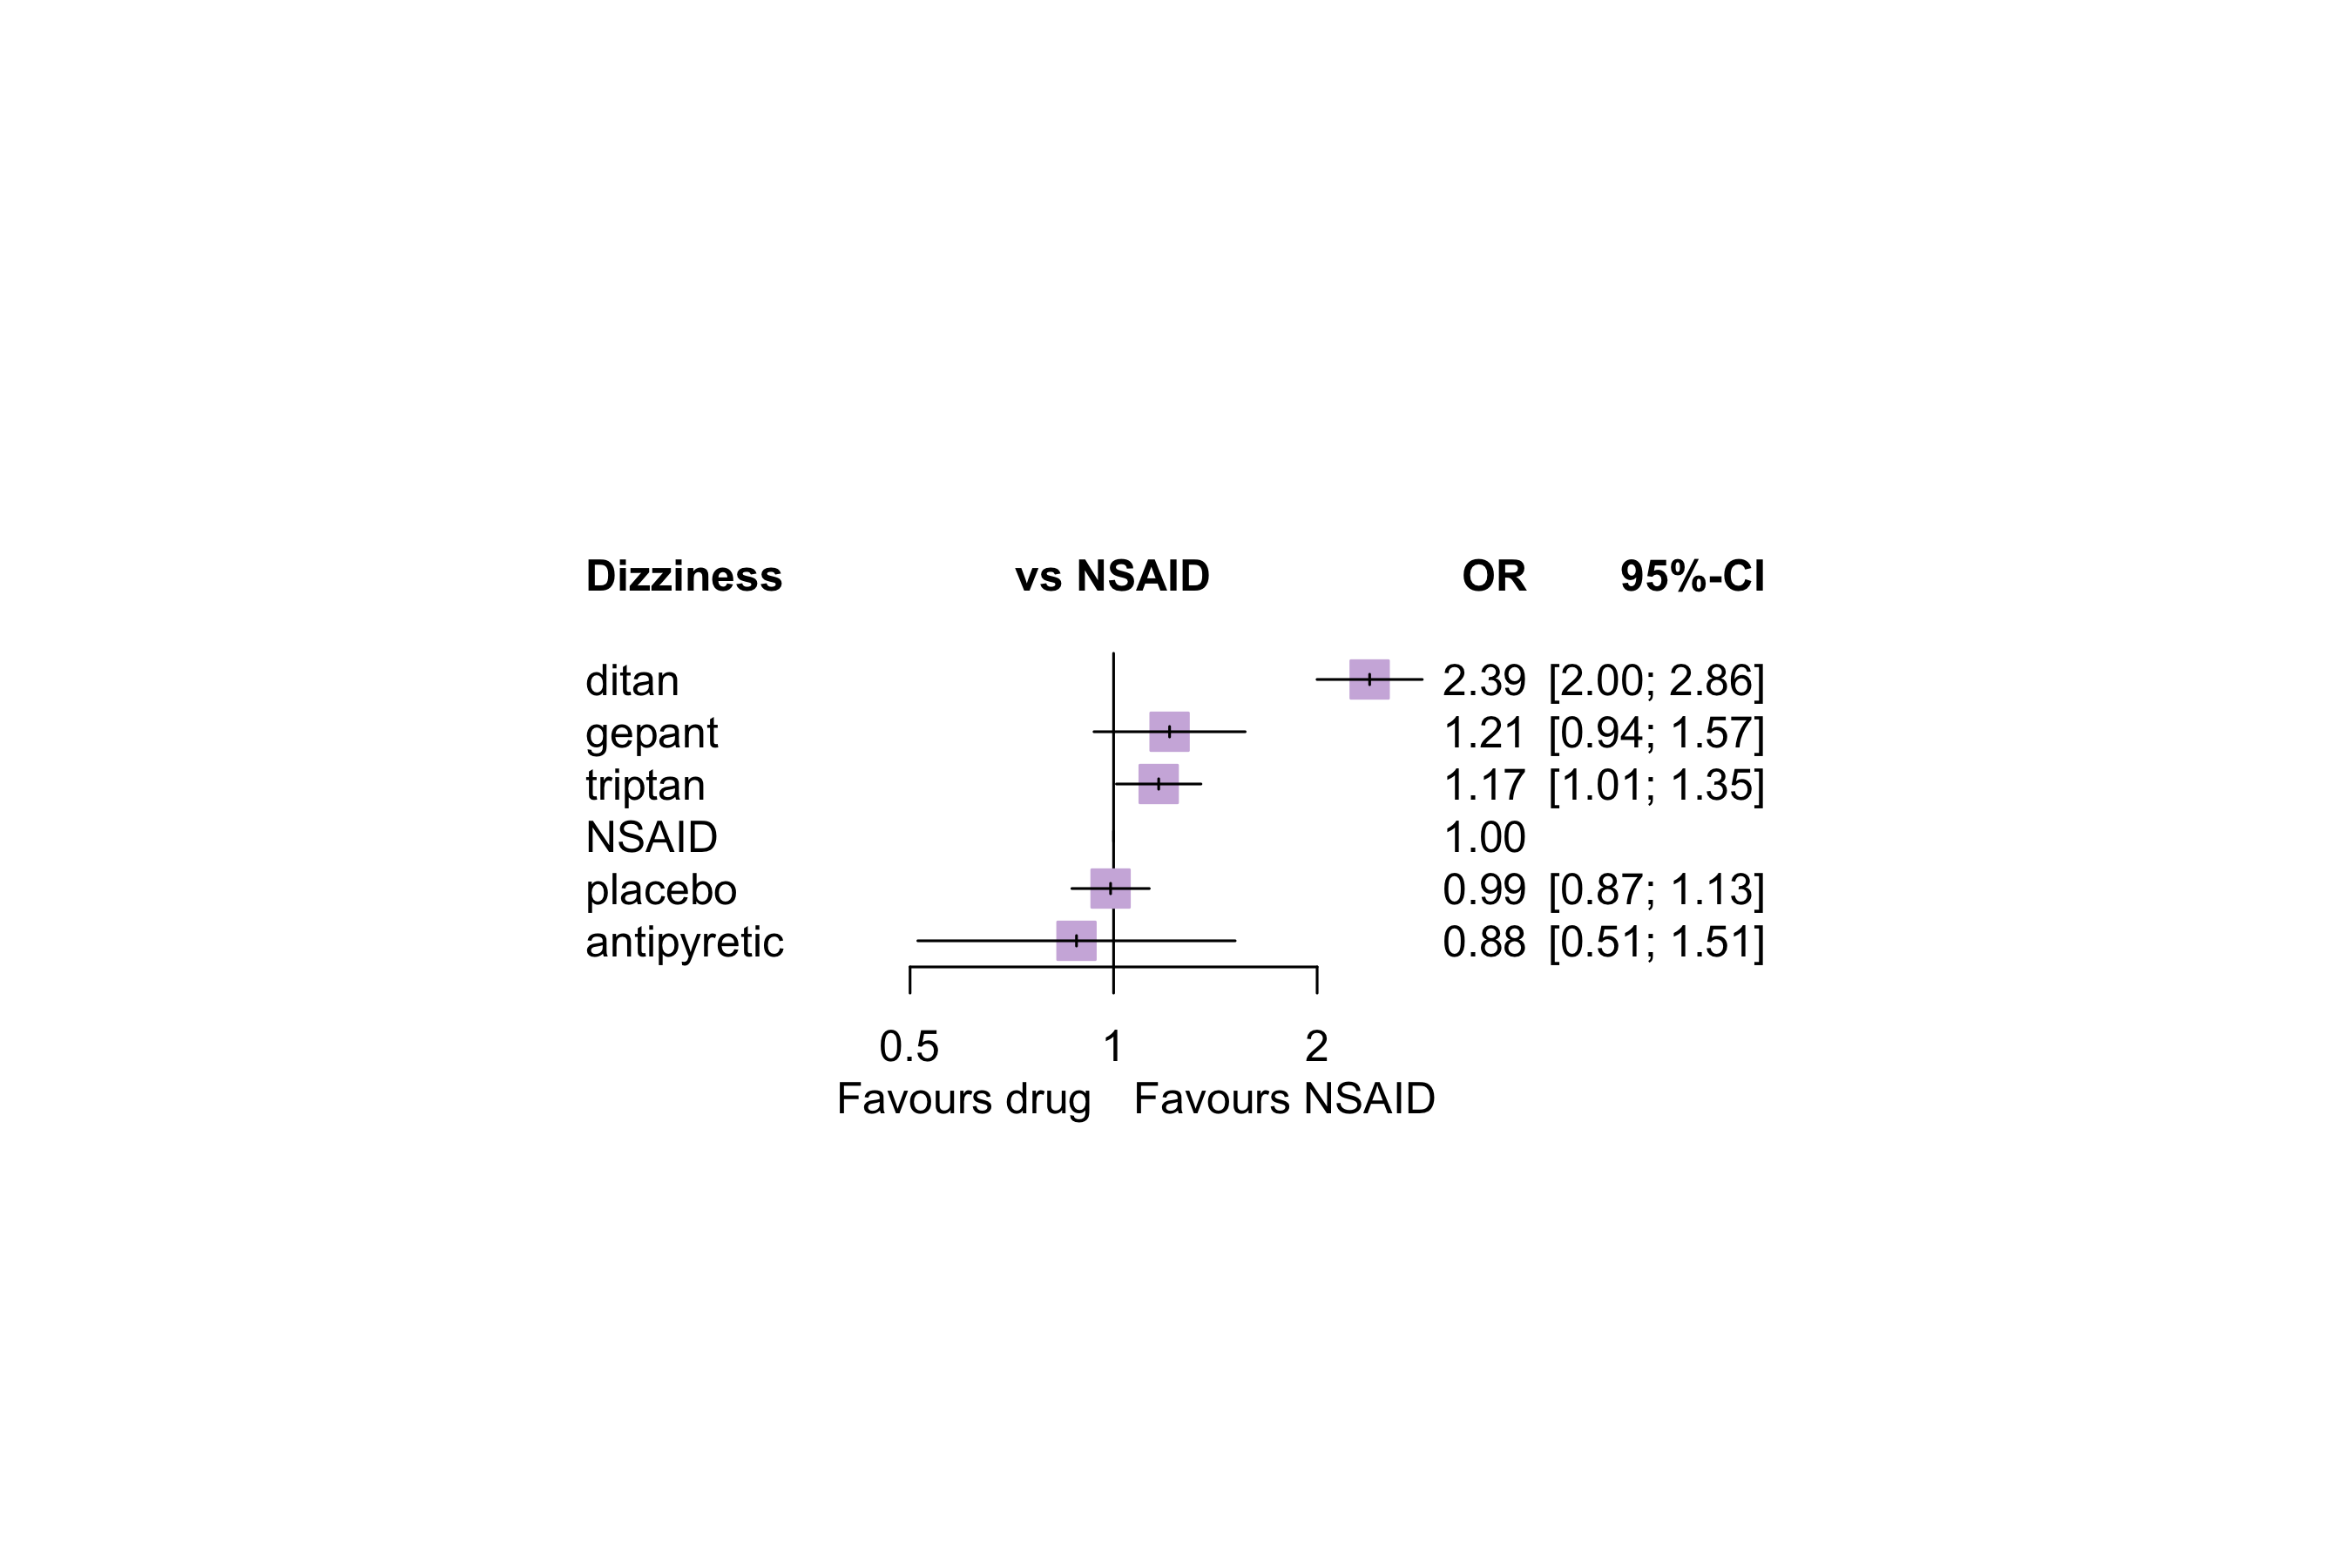 Dizziness vs NSAID OR 95%-CI
ditan 2.39 [2.00; 2.86]
gepant 1.21 [0.94; 1.57]
triptan 1.17 [1.01; 1.35]
NSAID 1.00
placebo 0.99 [0.87; 1.13]
antipyretic 0.88 [0.51; 1.51]
0.5 1 2
Favours drug Favours NSAID